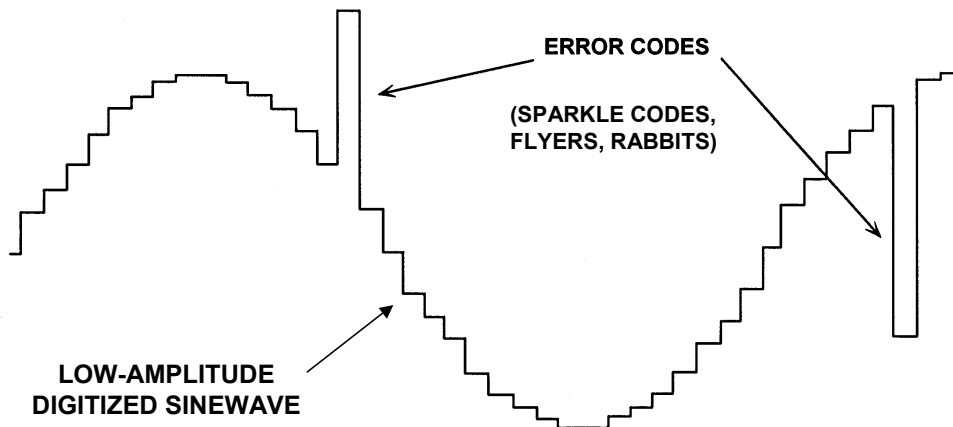 ERROR CODES
(SPARKLE CODES,
FLYERS, RABBITS)
LOW-AMPLITUDE
DIGITIZED SINEWAVE